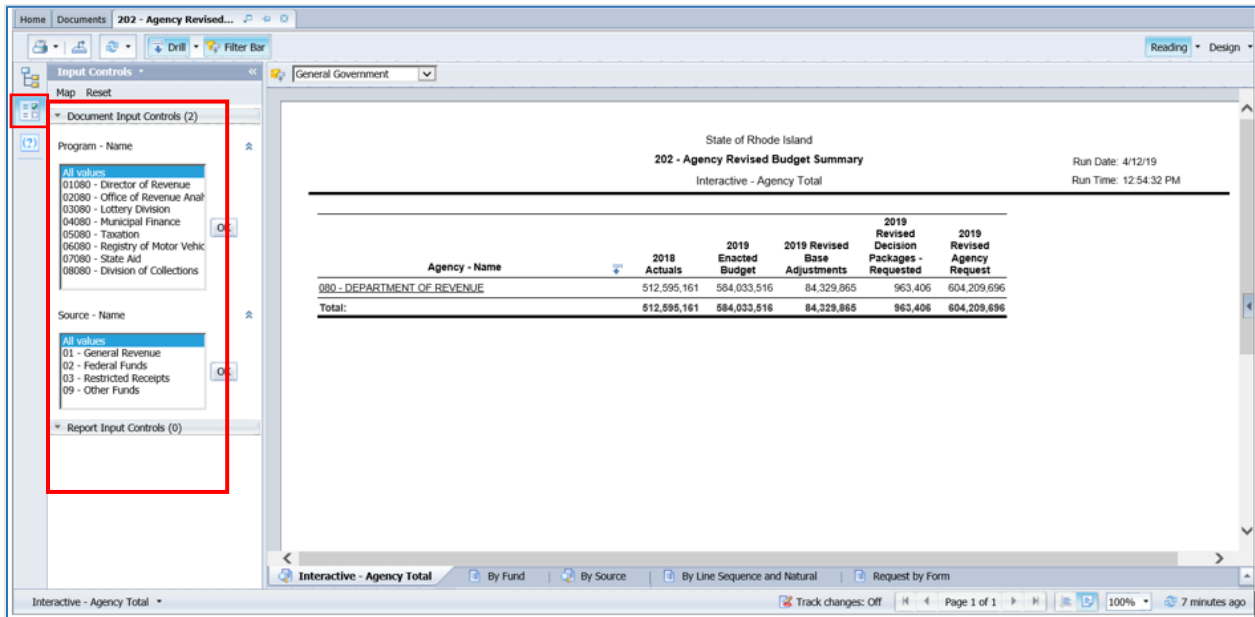 Home Documents 202 - Agency Revised...
Drill Filter Bar Reading Design
Input Controls
General Government
Map Reset
Document Input Controls (2)
Program - Name
All values
01080 - Director of Revenue
02080 - Office of Revenue Anal
03080 - Lottery Division
04080 - Municipal Finance
05080 - Taxation
06080 - Registry of Motor Vehic
07080 - State Aid
08080 - Division of Collections
OK
Source - Name
All values
01 - General Revenue
02 - Federal Funds
03 - Restricted Receipts
09 - Other Funds
OK
Report Input Controls (0)
State of Rhode Island
202 - Agency Revised Budget Summary
Run Date: 4/12/19
Interactive - Agency Total
Run Time: 12:54:32 PM
Agency - Name
2018
Actuals
2019
Enacted
Budget
2019 Revised
Base
Adjustments
2019
Revised
Decision
Packages -
Requested
2019
Revised
Agency
Request
080 - DEPARTMENT OF REVENUE 512,595,161 584,033,516 84,329,865 963,406 604,209,696
Total: 512,595,161 584,033,516 84,329,865 963,406 604,209,696
Interactive - Agency Total By Fund By Source By Line Sequence and Natural Request by Form
Interactive - Agency Total Track changes: Off Page 1 of 1 100% 7 minutes ago